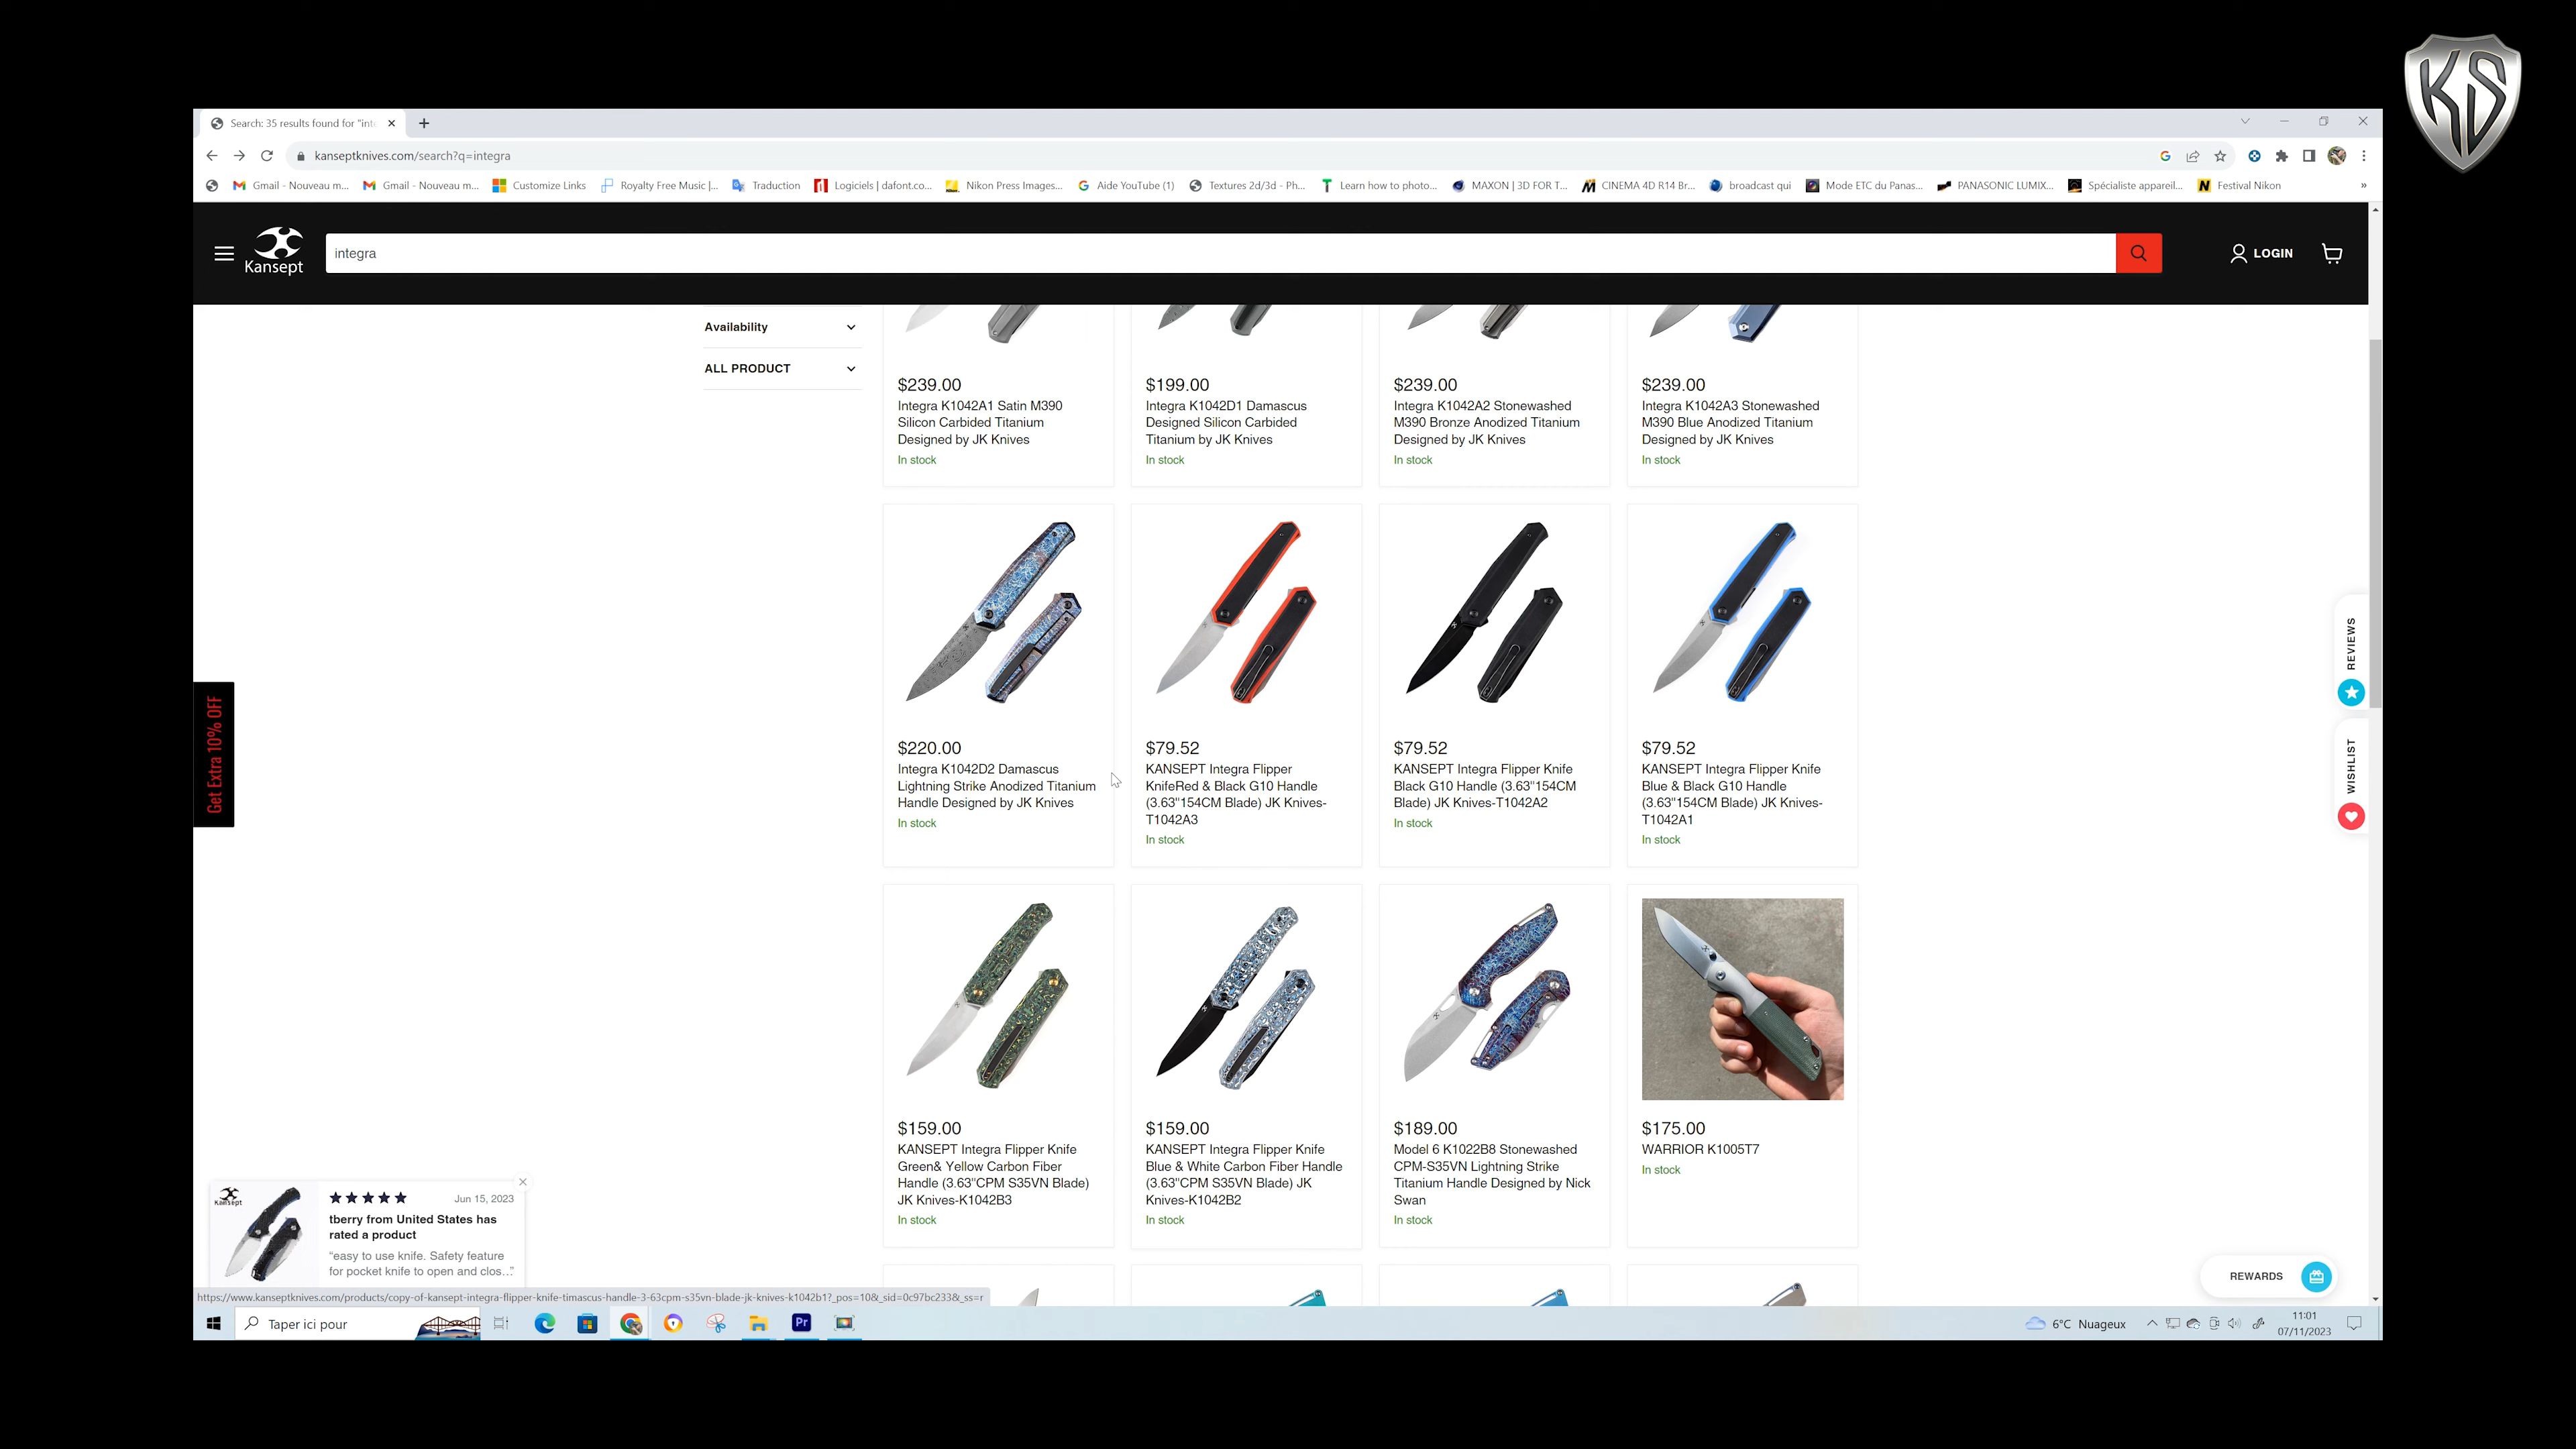 KS
Search: 35 results found for "int
kanseptknives.com/search?q=integra
Gmail - Nouveau m...
Gmail - Nouveau m...
Customize Links
Royalty Free Music |...
Traduction
Logiciels | dafont.co...
Nikon Press Images...
Aide YouTube (1)
Textures 2d/3d - Ph...
Learn how to photo...
MAXON | 3D FOR T...
CINEMA 4D R14 Br...
broadcast qui
Mode ETC du Panas...
PANASONIC LUMIX...
Spécialiste appareil...
Festival Nikon
»
Kansept
integra
LOGIN
Availability
ALL PRODUCT
$239.00
Integra K1042A1 Satin M390
Silicon Carbided Titanium
Designed by JK Knives
In stock
$199.00
Integra K1042D1 Damascus
Designed Silicon Carbided
Titanium by JK Knives
In stock
$239.00
Integra K1042A2 Stonewashed
M390 Bronze Anodized Titanium
Designed by JK Knives
In stock
$239.00
Integra K1042A3 Stonewashed
M390 Blue Anodized Titanium
Designed by JK Knives
In stock
$220.00
Integra K1042D2 Damascus
Lightning Strike Anodized Titanium
Handle Designed by JK Knives
In stock
$79.52
KANSEPT Integra Flipper
KnifeRed & Black G10 Handle
(3.63"154CM Blade) JK Knives-
T1042A3
In stock
$79.52
KANSEPT Integra Flipper Knife
Black G10 Handle (3.63"154CM
Blade) JK Knives-T1042A2
In stock
$79.52
KANSEPT Integra Flipper Knife
Blue & Black G10 Handle
(3.63"154CM Blade) JK Knives-
T1042A1
In stock
Get Extra 10% OFF
REVIEWS
WISHLIST
$159.00
KANSEPT Integra Flipper Knife
Green& Yellow Carbon Fiber
Handle (3.63"CPM S35VN Blade)
JK Knives-K1042B3
In stock
$159.00
KANSEPT Integra Flipper Knife
Blue & White Carbon Fiber Handle
(3.63"CPM S35VN Blade) JK
Knives-K1042B2
In stock
$189.00
Model 6 K1022B8 Stonewashed
CPM-S35VN Lightning Strike
Titanium Handle Designed by Nick
Swan
In stock
$175.00
WARRIOR K1005T7
In stock
Kansept
Jun 15, 2023
tberry from United States has
rated a product
"easy to use knife. Safety feature
for pocket knife to open and clos..."
REWARDS
https://www.kanseptknives.com/products/copy-of-kansept-integra-flipper-knife-timascus-handle-3-63cpm-s35vn-blade-jk-knives-k1042b1?_pos=10&_sid=0c97bc233&_ss=r
Taper ici pour
Pr
6°C Nuageux
11:01
07/11/2023